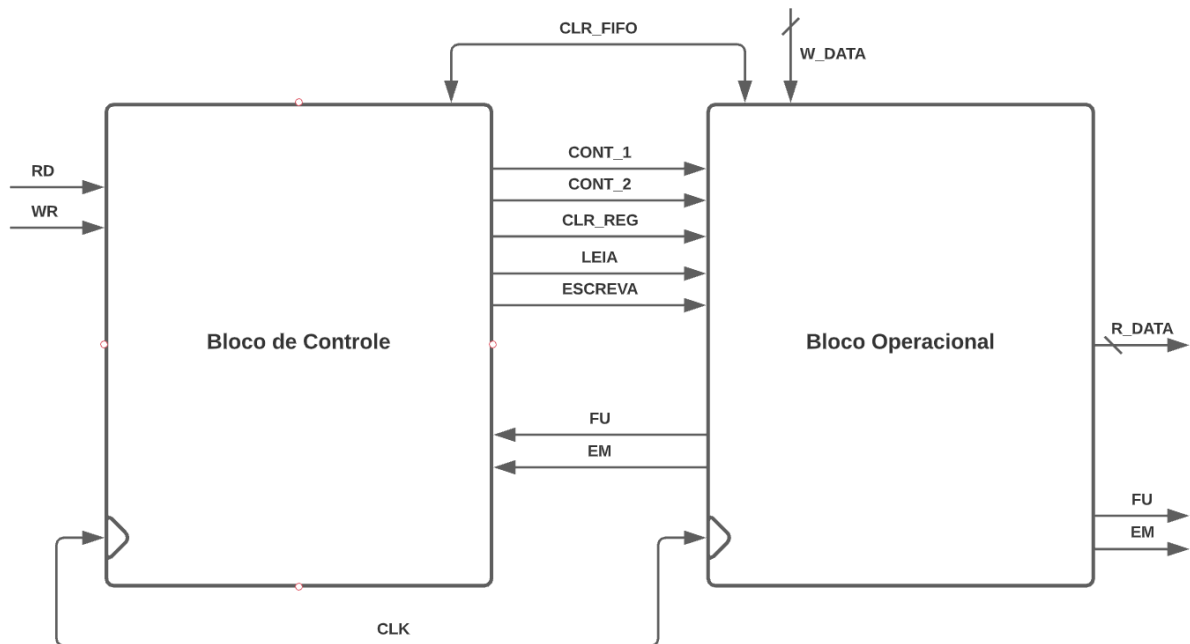 CLR_FIFO
W_DATA
CONT_1
RD
CONT_2
WR
CLR_REG
LEIA
ESCREVA
Bloco de Controle
Bloco Operacional
R_DATA
FU
EM
FU
EM
CLK